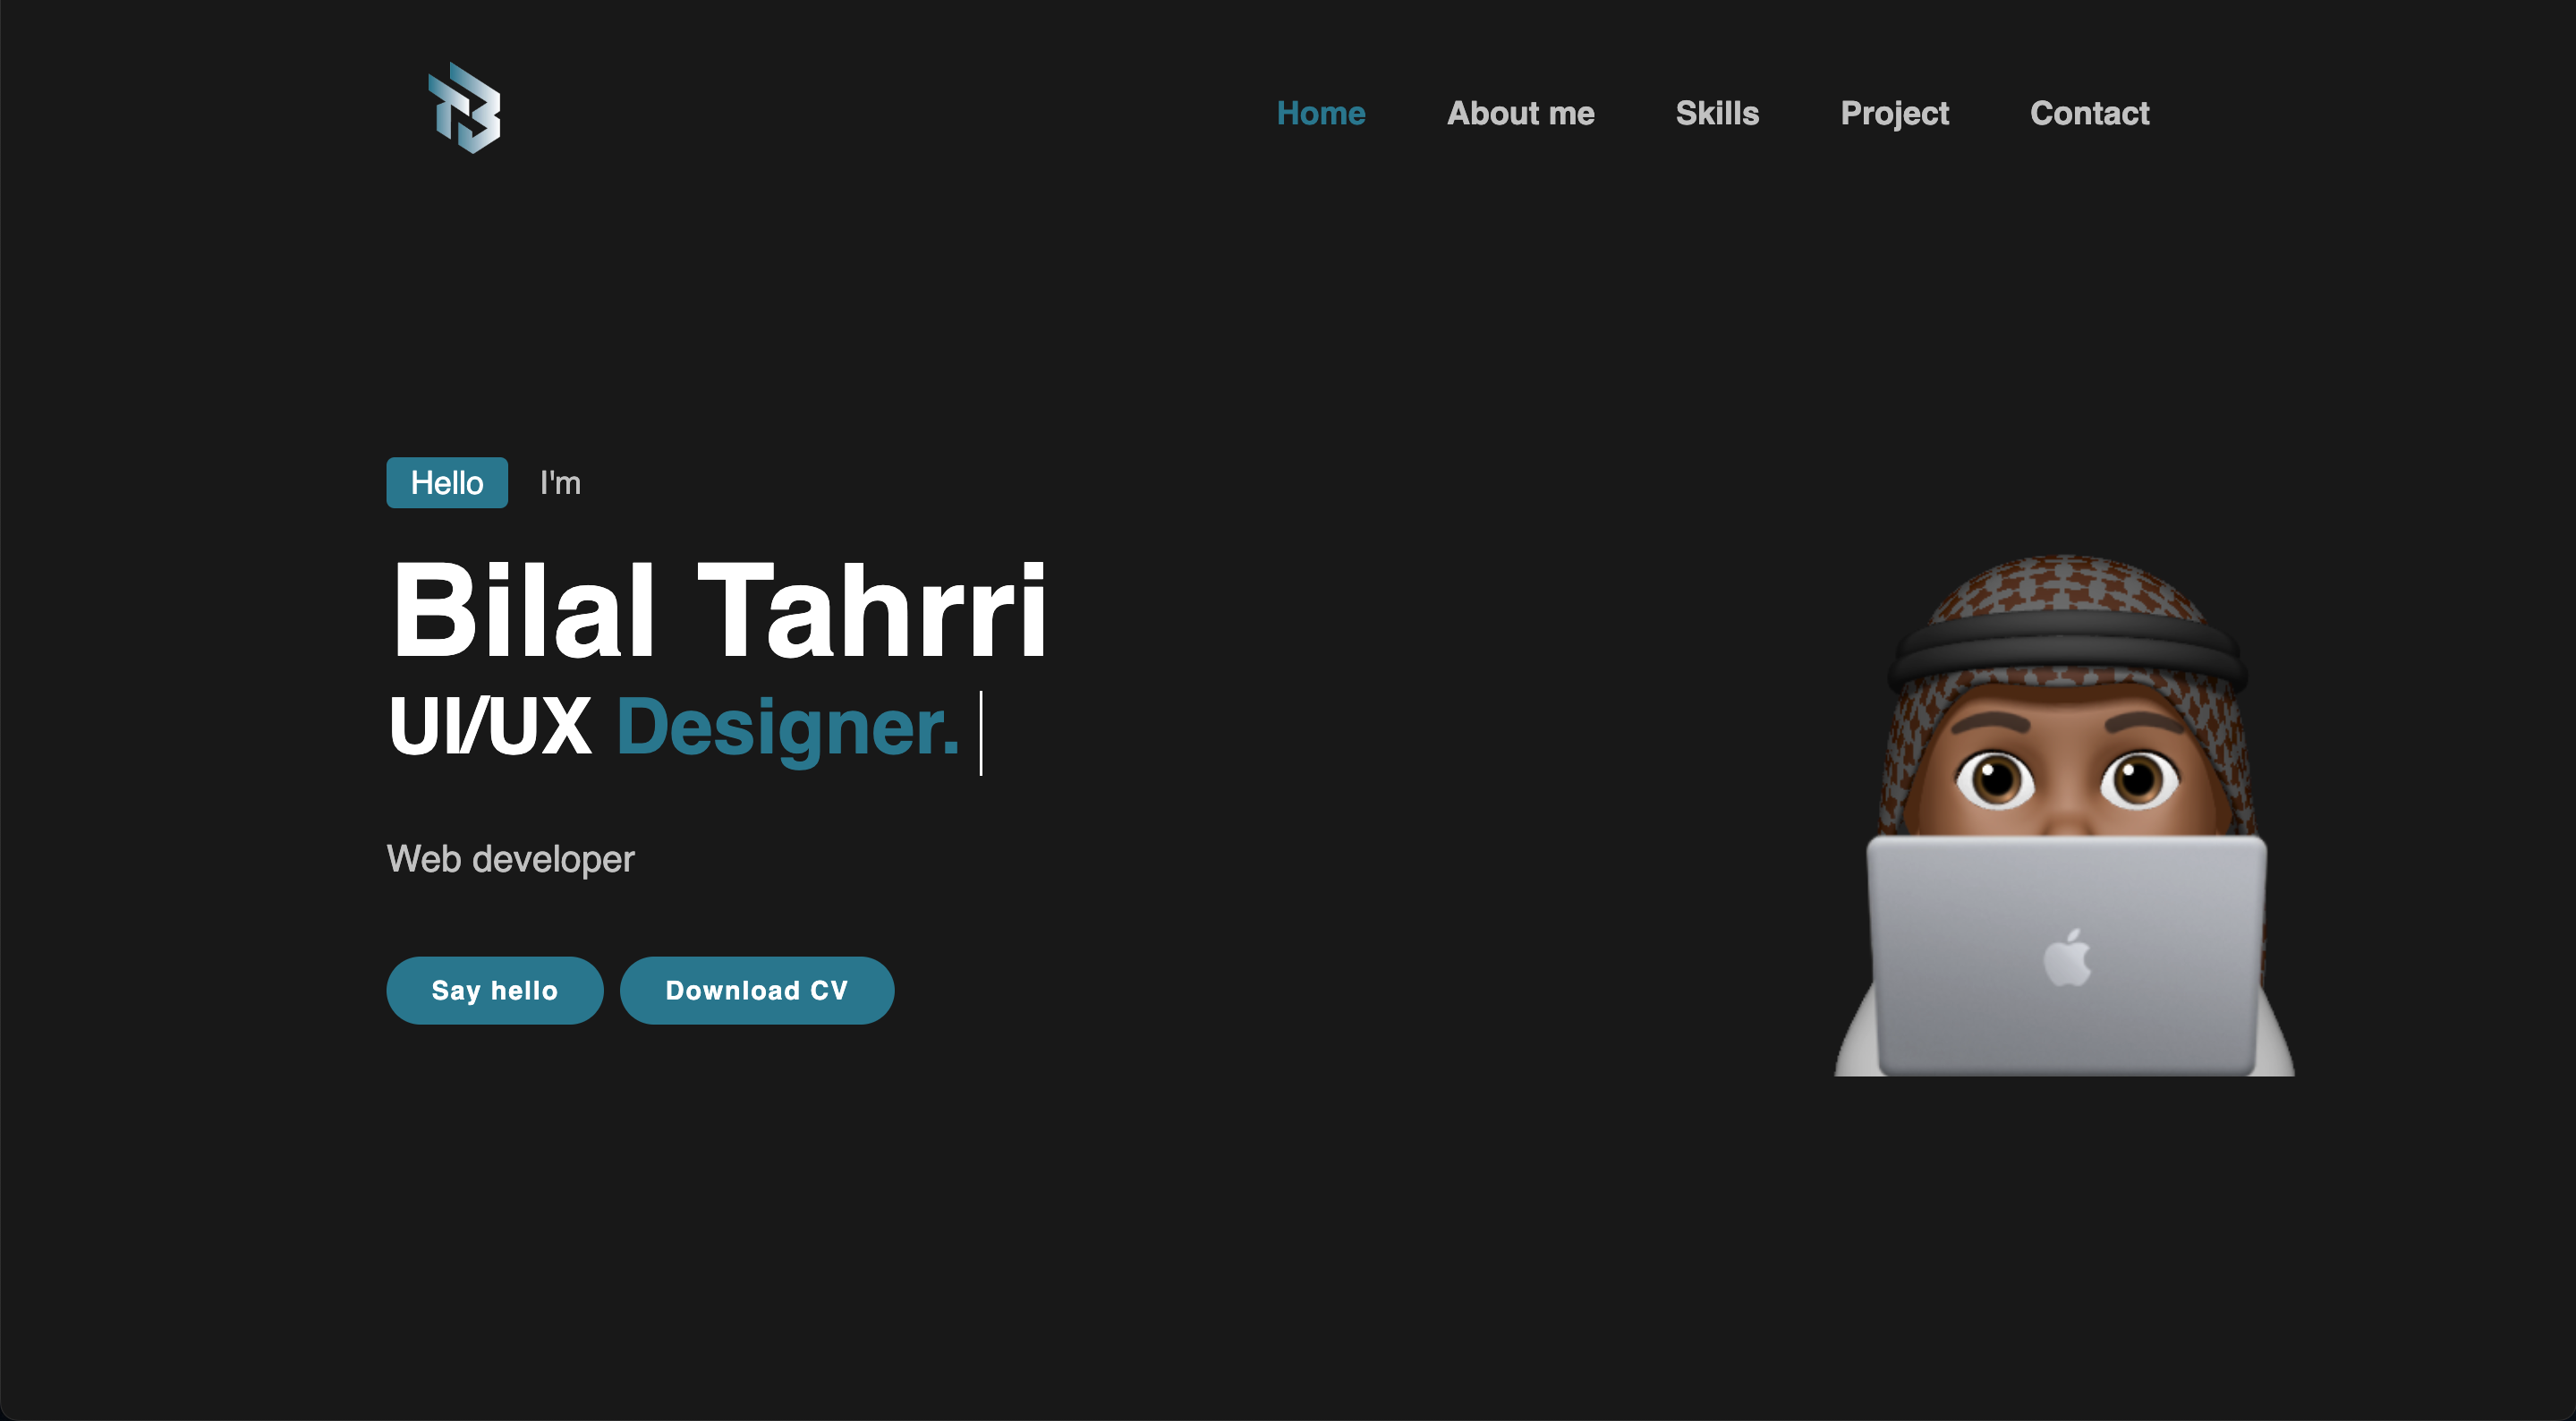 Home About me Skills Project Contact
Hello I'm
Bilal Tahrri
UI/UX Designer.
Web developer
Say hello Download CV